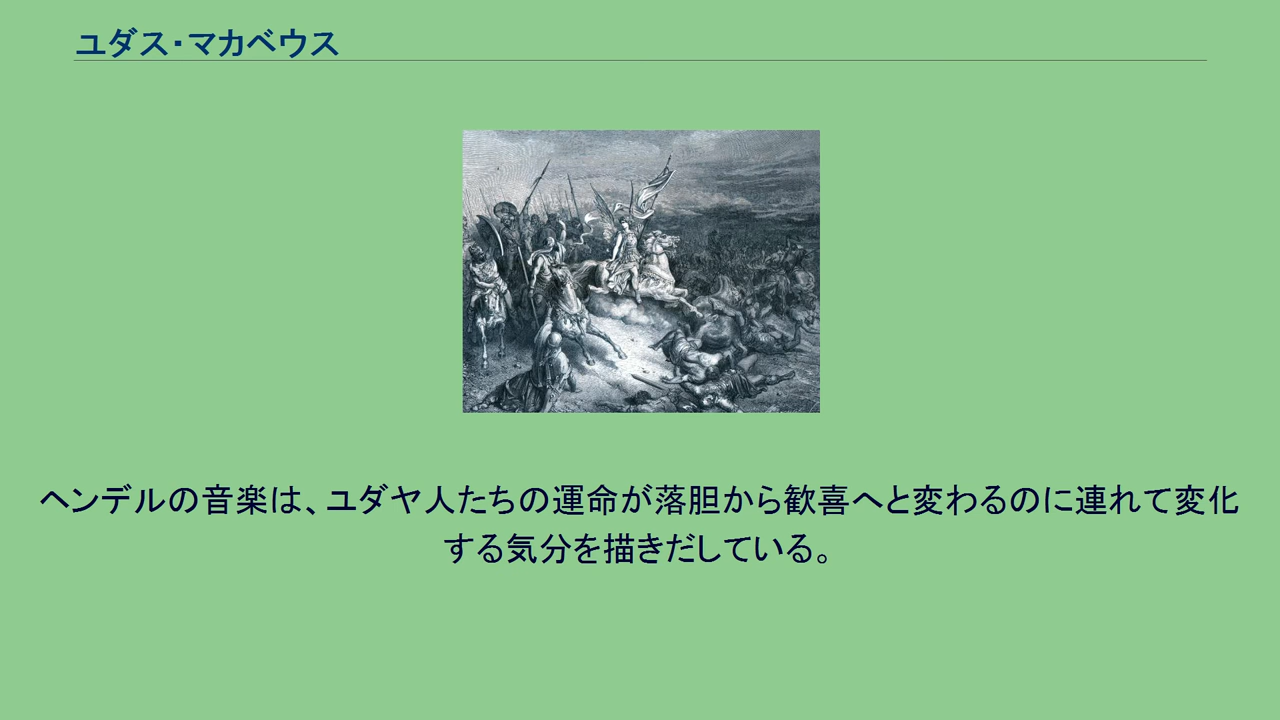 ユダス・マカベウス
ヘンデルの音楽は、ユダヤ人たちの運命が落胆から歓喜へと変わるのに連れて変化
する気分を描きだしている。